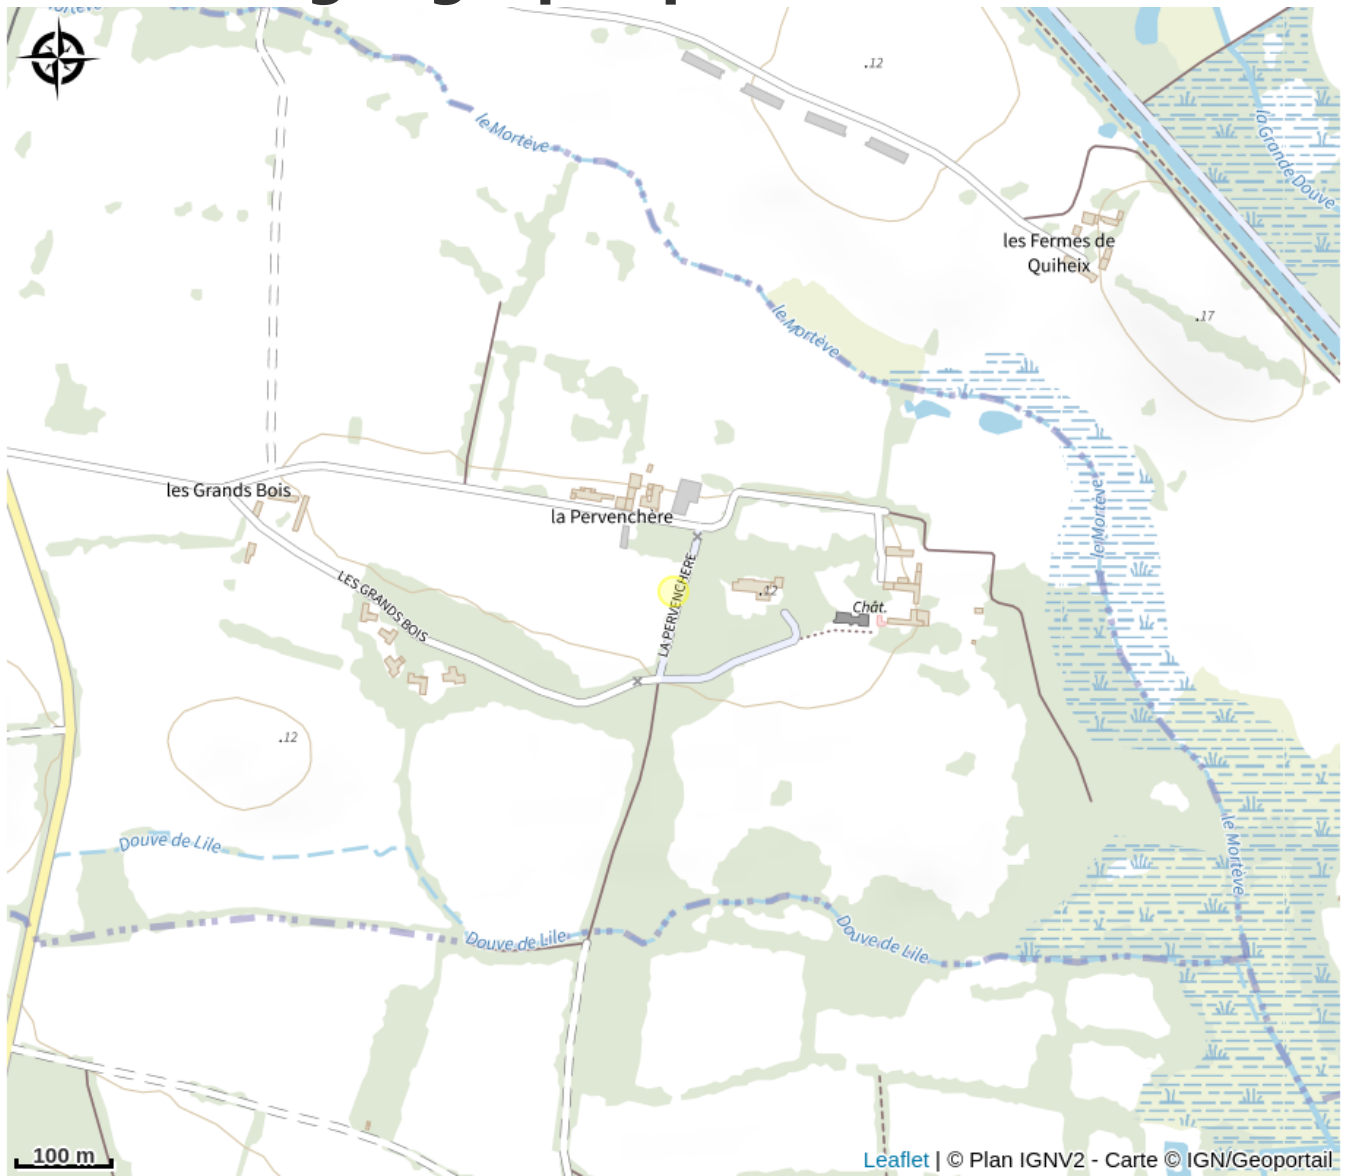 le Mortève
.12
la Grande Douve
les Fermes de
Quiheix
.17
le Mortève
les Grands Bois
la Pervenchère
le Mortève
LES GRANDS BOIS
LA PERVENCHERE
.12
Chât.
.12
Douve de Lile
le Mortève
Douve de Lile
Douve de Lile
100 m
Leaflet | © Plan IGNV2 - Carte © IGN/Geoportail